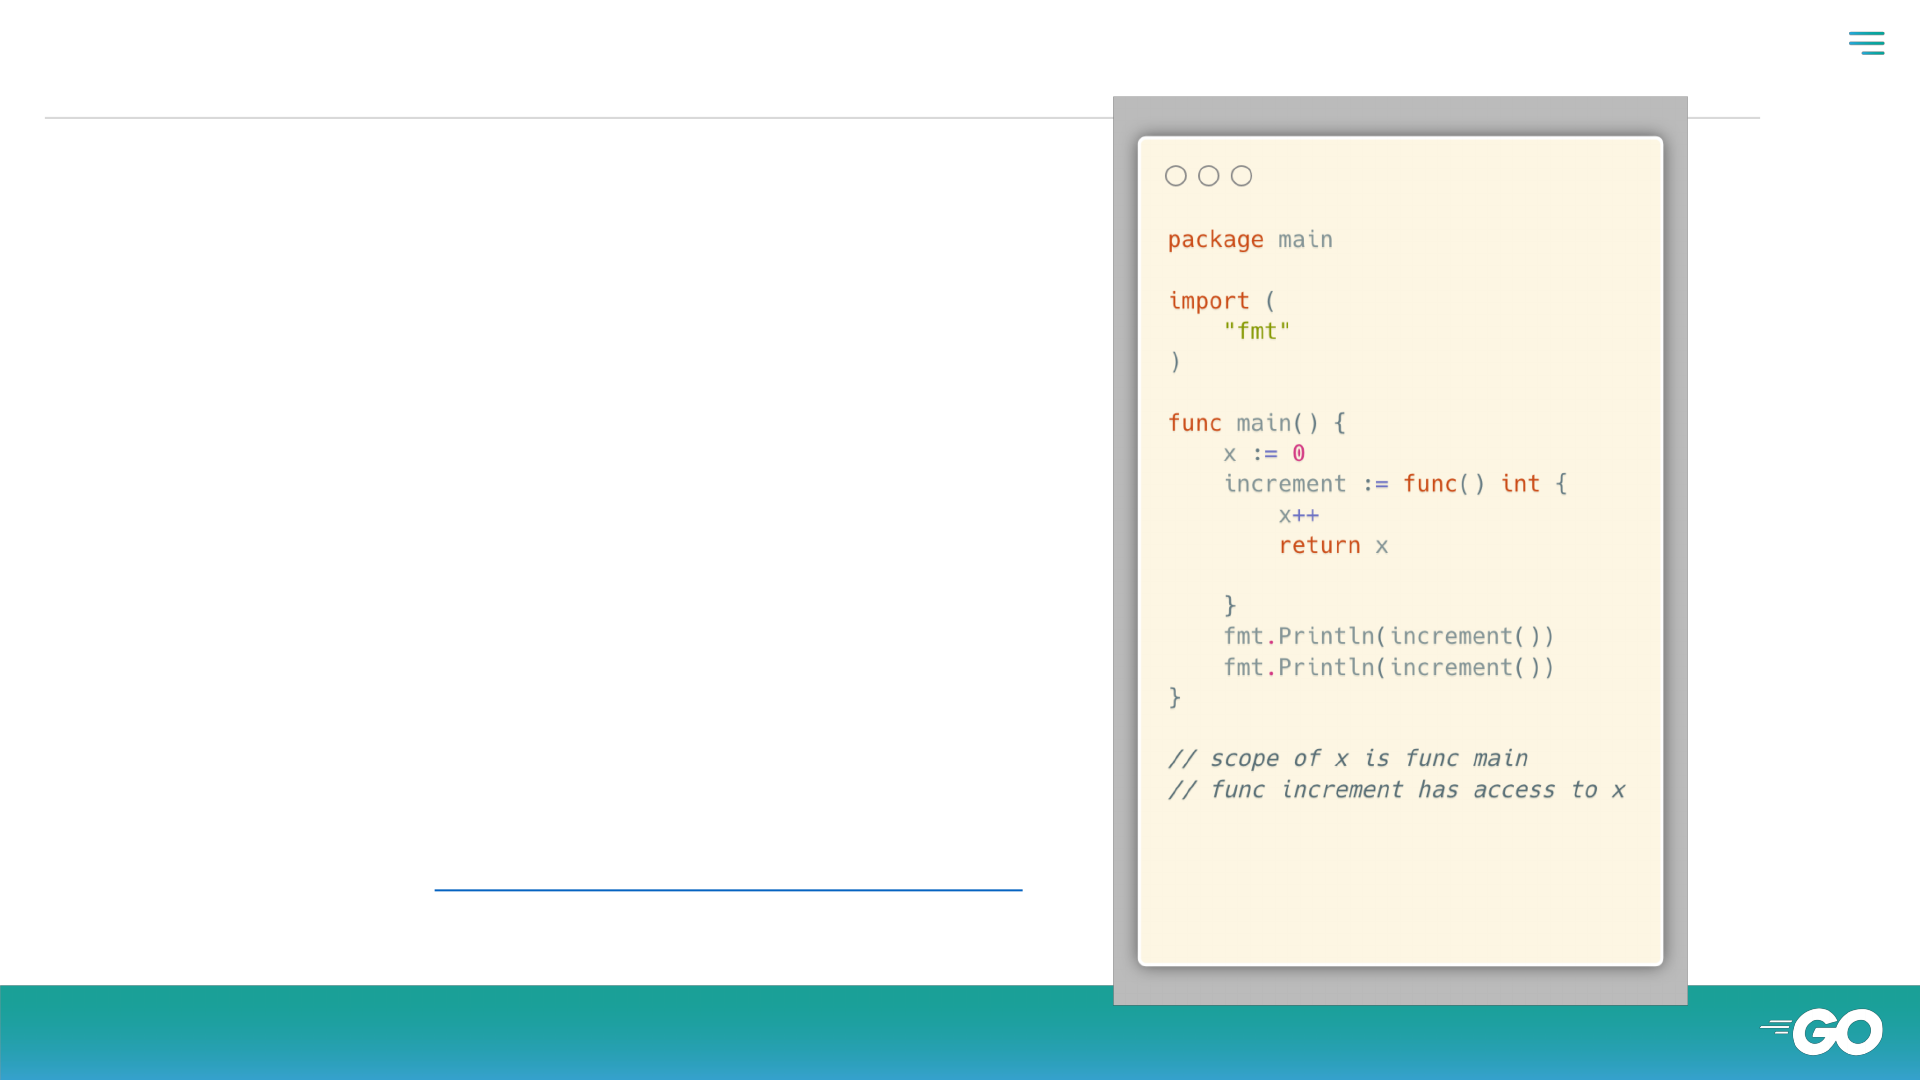 package main
import (
"fmt"
)
func main() {
x := 0
increment := func() int {
x++
return x
}
fmt.Println(increment())
fmt.Println(increment())
}
// scope of x is func main
// func increment has access to x
GO